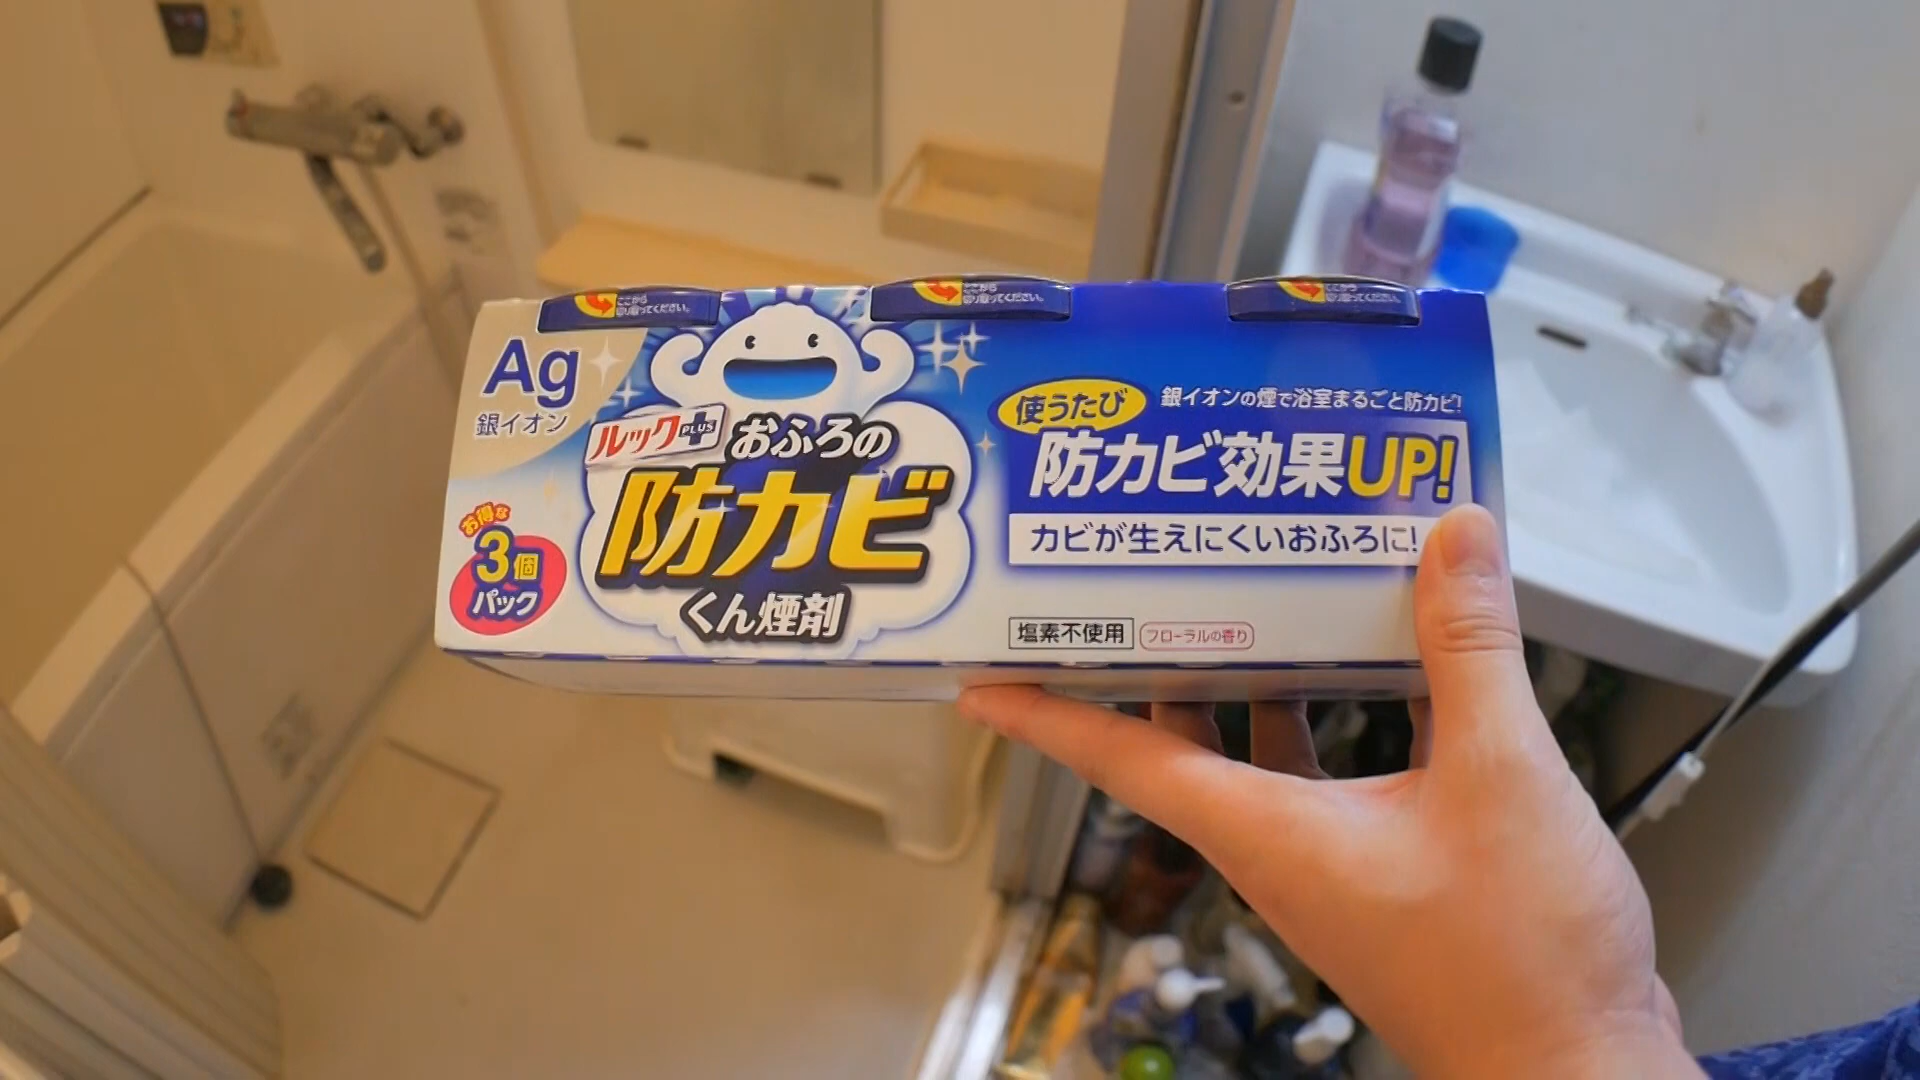 ここから
切り取ってください。
ここから
切り取ってください。
ここから
切り取ってください。
Ag
銀イオン
ルック+PLUS
おふろの
防カビ
くん煙剤
お得な
3個
パック
使うたび
銀イオンの煙で浴室まるごと防カビ!
防カビ効果UP!
カビが生えにくいおふろに!
塩素不使用
フローラルの香り